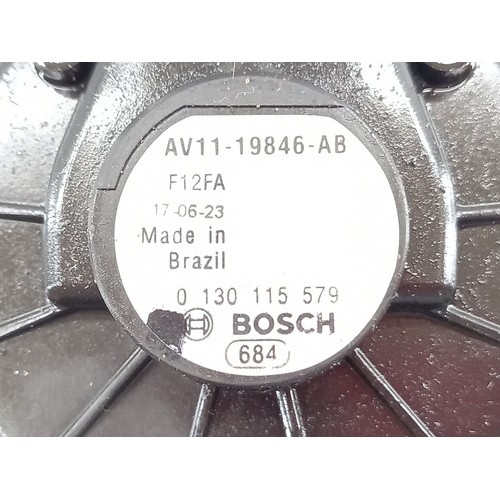 AV11-19846-AB
F12FA
17-06-23
Made in
Brazil
0 130 115 579
BOSCH
684